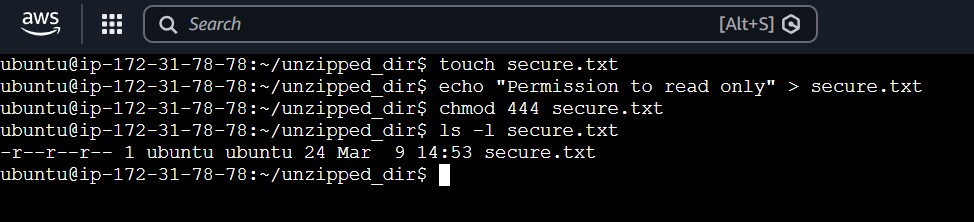 aws
Search [Alt+S]
ubuntu@ip-172-31-78-78:~/unzipped_dir$ touch secure.txt
ubuntu@ip-172-31-78-78:~/unzipped_dir$ echo "Permission to read only" > secure.txt
ubuntu@ip-172-31-78-78:~/unzipped_dir$ chmod 444 secure.txt
ubuntu@ip-172-31-78-78:~/unzipped_dir$ ls -l secure.txt
-r--r--r-- 1 ubuntu ubuntu 24 Mar  9 14:53 secure.txt
ubuntu@ip-172-31-78-78:~/unzipped_dir$